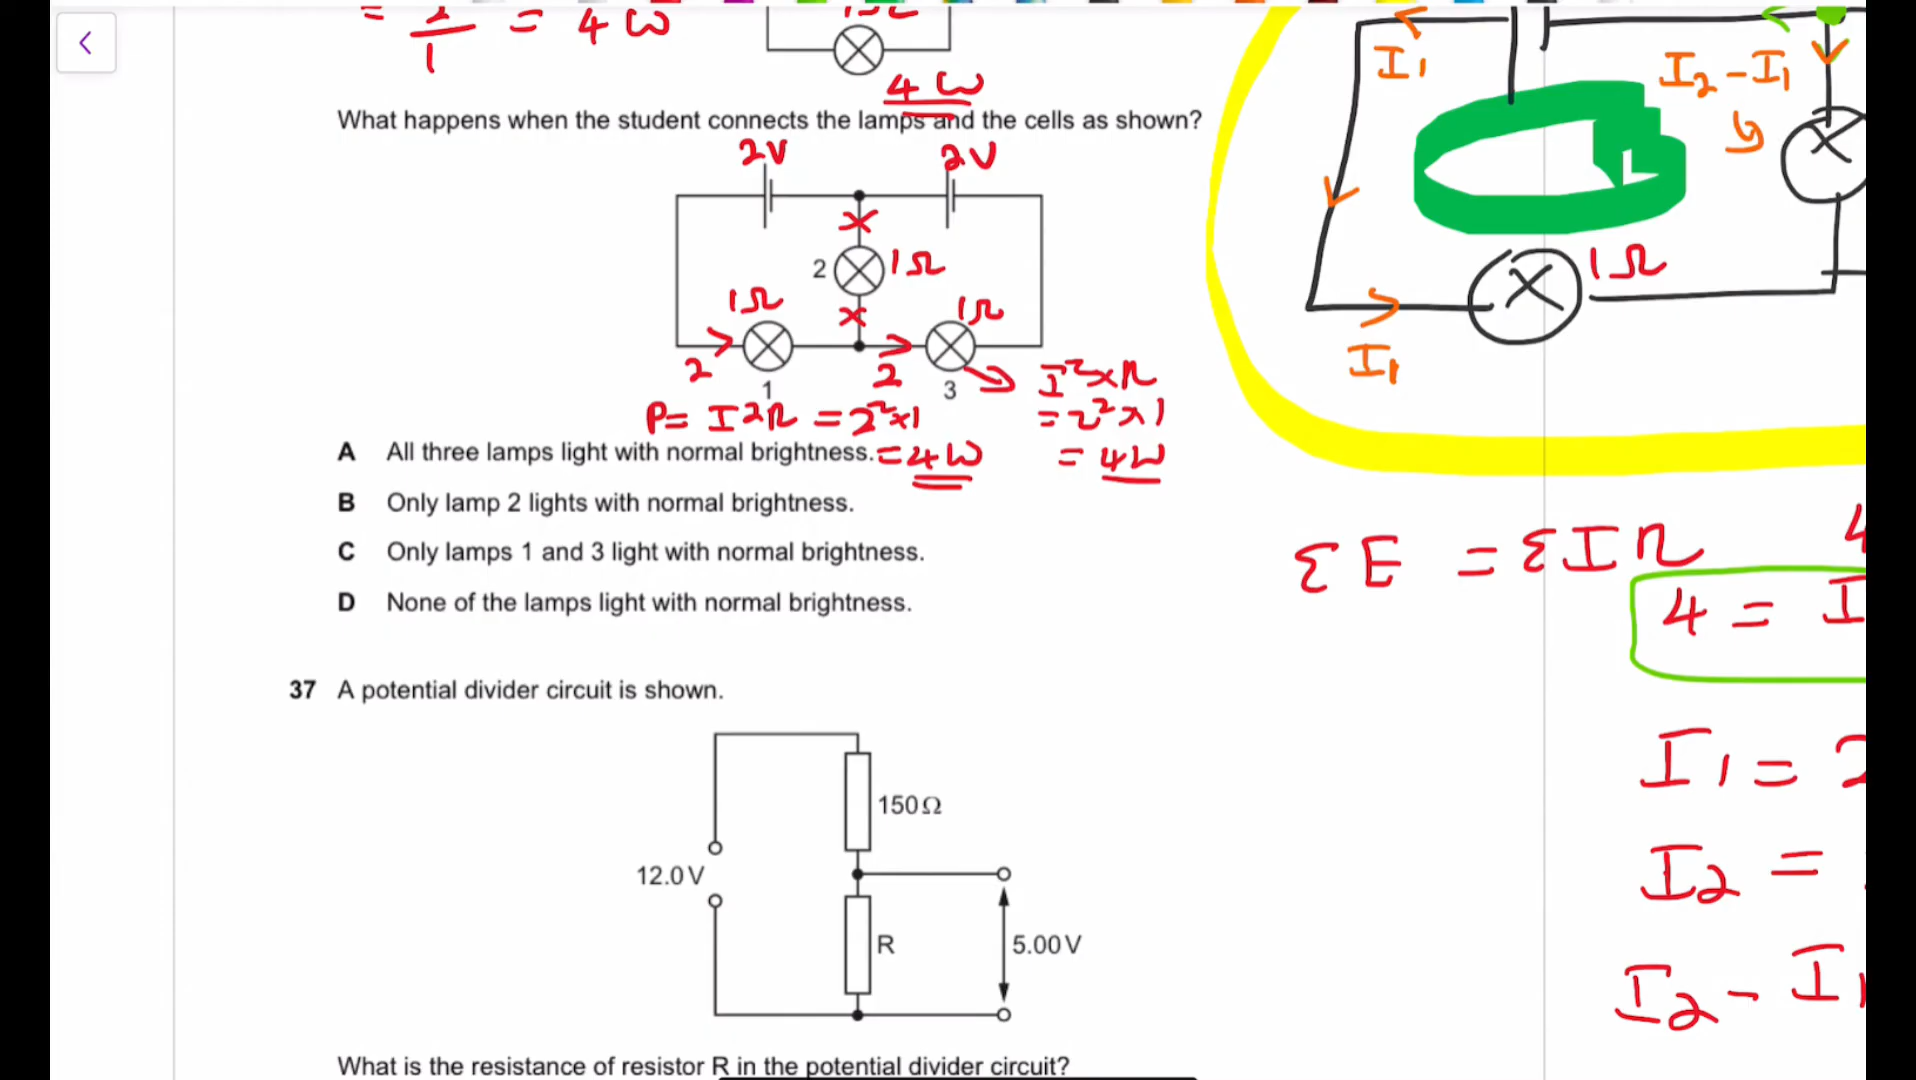 = 2/1 = 4 W
1Ω
4 W
What happens when the student connects the lamps and the cells as shown?
2V
2V
2
1Ω
1Ω
1Ω
2
2
1
3
P = I²R = 2²×1
= 4W
I²×R
= 2²×1
= 4W
A All three lamps light with normal brightness.
B Only lamp 2 lights with normal brightness.
C Only lamps 1 and 3 light with normal brightness.
D None of the lamps light with normal brightness.
37 A potential divider circuit is shown.
150Ω
12.0V
R
5.00V
What is the resistance of resistor R in the potential divider circuit?
I₁
I₂ - I₁
L
1Ω
I₁
ΣE = ΣIR
4
4 = I
I₁ = 2
I₂ =
I₂ - I₁